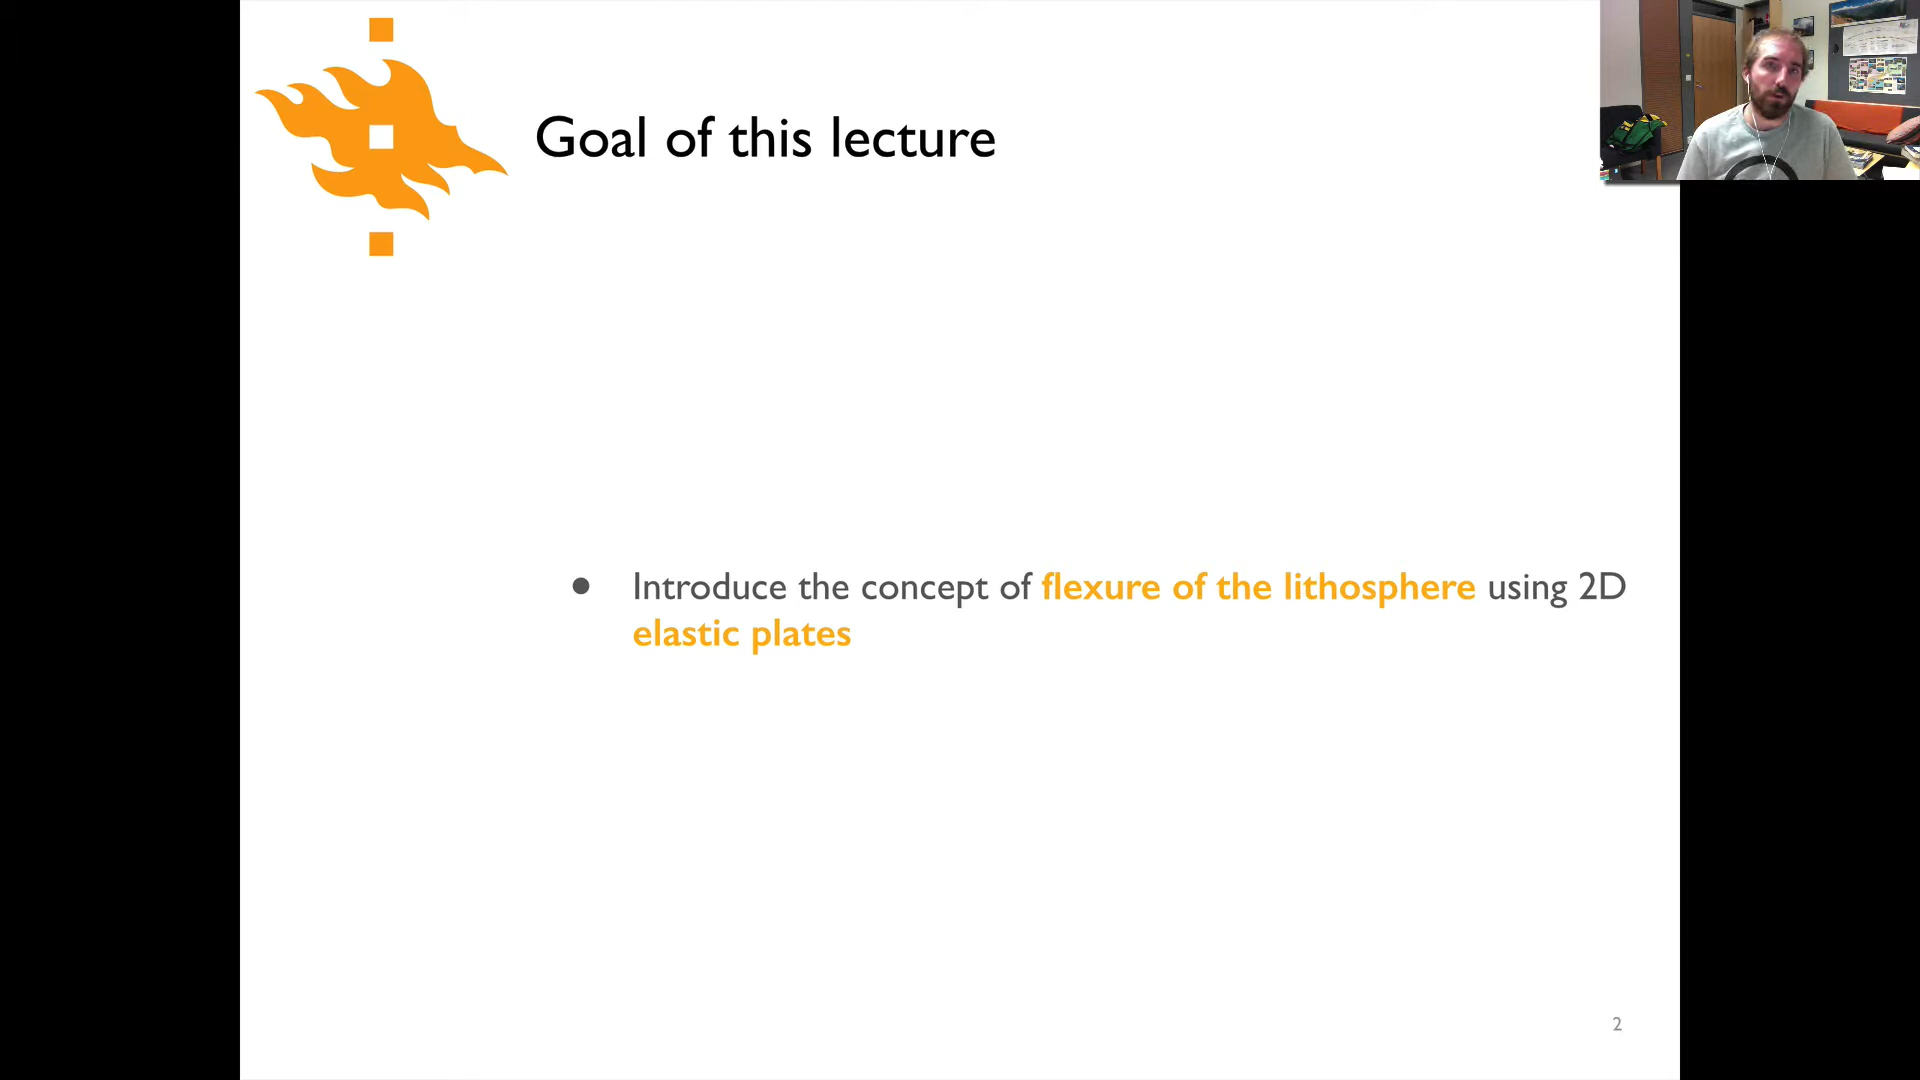 Goal of this lecture
● Introduce the concept of flexure of the lithosphere using 2D
elastic plates
2